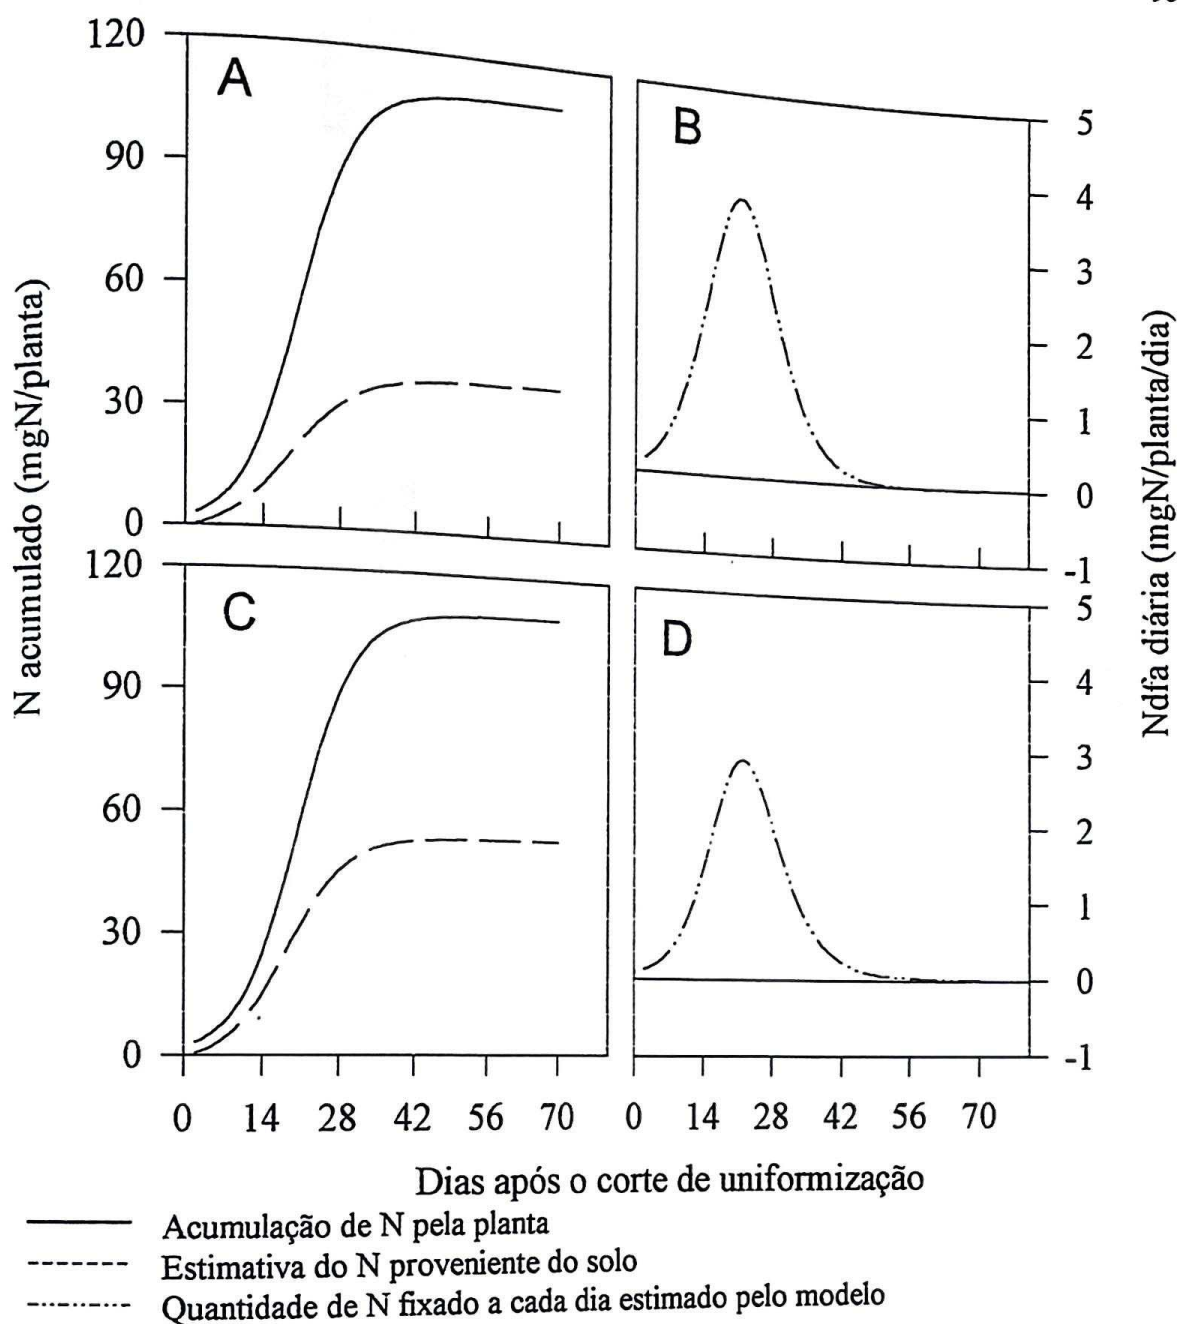 120
90
60
30
0
A
B
5
4
3
2
1
0
-1
120
90
60
30
0
C
D
5
4
3
2
1
0
-1
N acumulado (mgN/planta)
Ndfa diária (mgN/planta/dia)
0 14 28 42 56 70 0 14 28 42 56 70
Dias após o corte de uniformização
Acumulação de N pela planta
Estimativa do N proveniente do solo
Quantidade de N fixado a cada dia estimado pelo modelo